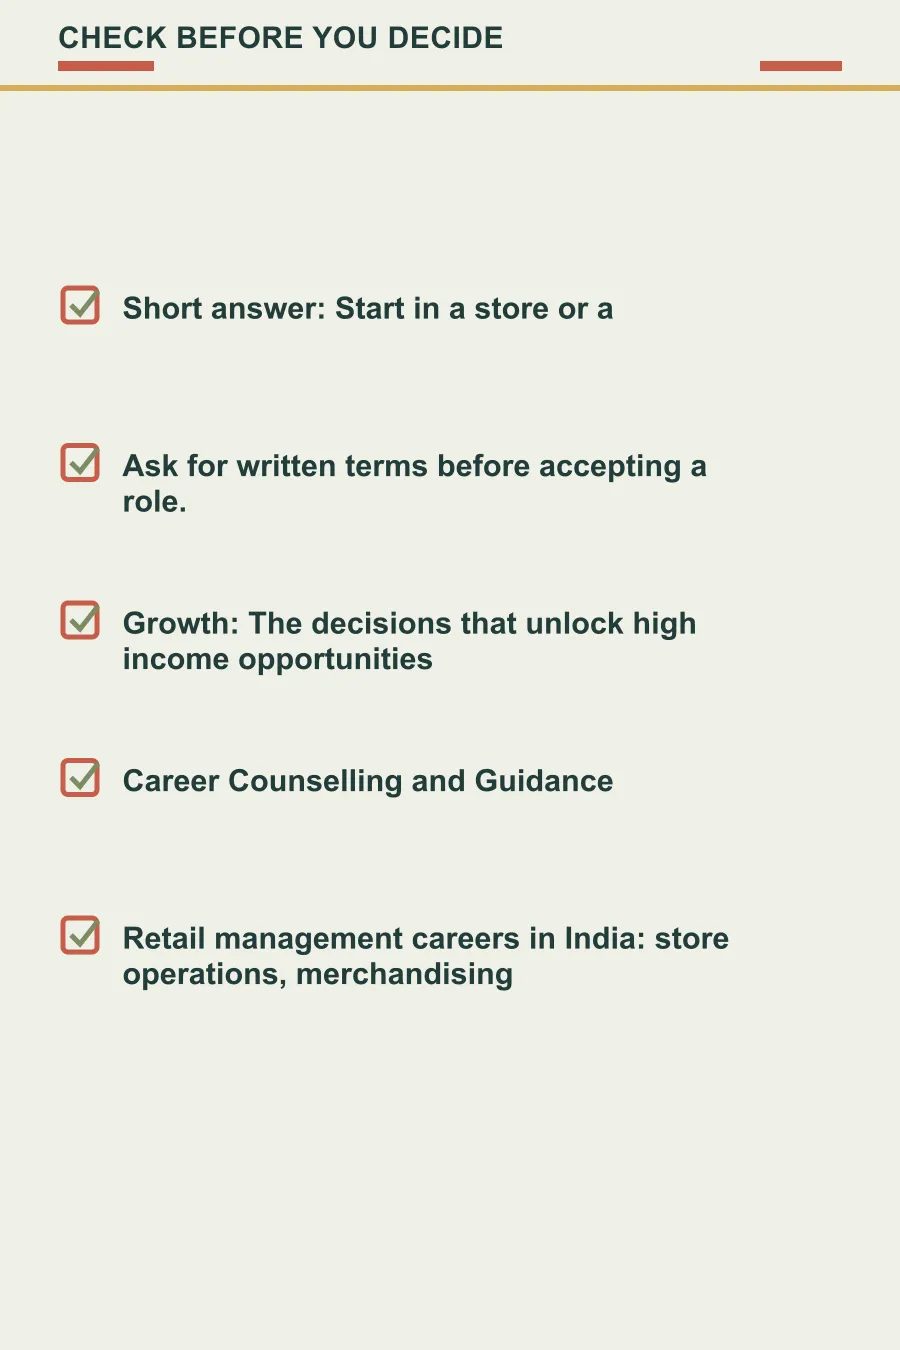 CHECK BEFORE YOU DECIDE
Short answer: Start in a store or a
Ask for written terms before accepting a
role.
Growth: The decisions that unlock high
income opportunities
Career Counselling and Guidance
Retail management careers in India: store
operations, merchandising